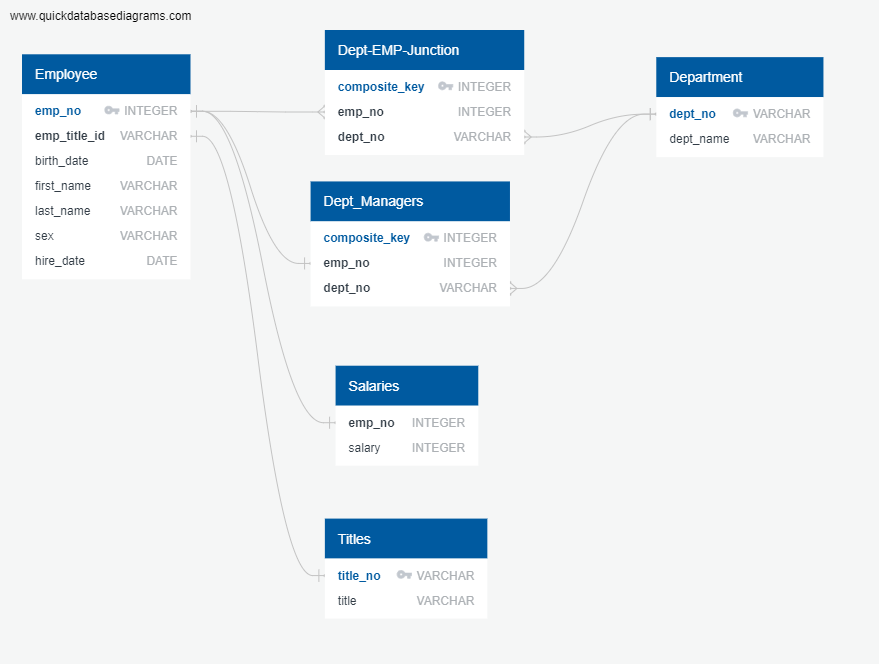 www.quickdatabasediagrams.com
Employee
emp_no INTEGER
emp_title_id VARCHAR
birth_date DATE
first_name VARCHAR
last_name VARCHAR
sex VARCHAR
hire_date DATE
Dept-EMP-Junction
composite_key INTEGER
emp_no INTEGER
dept_no VARCHAR
Department
dept_no VARCHAR
dept_name VARCHAR
Dept_Managers
composite_key INTEGER
emp_no INTEGER
dept_no VARCHAR
Salaries
emp_no INTEGER
salary INTEGER
Titles
title_no VARCHAR
title VARCHAR